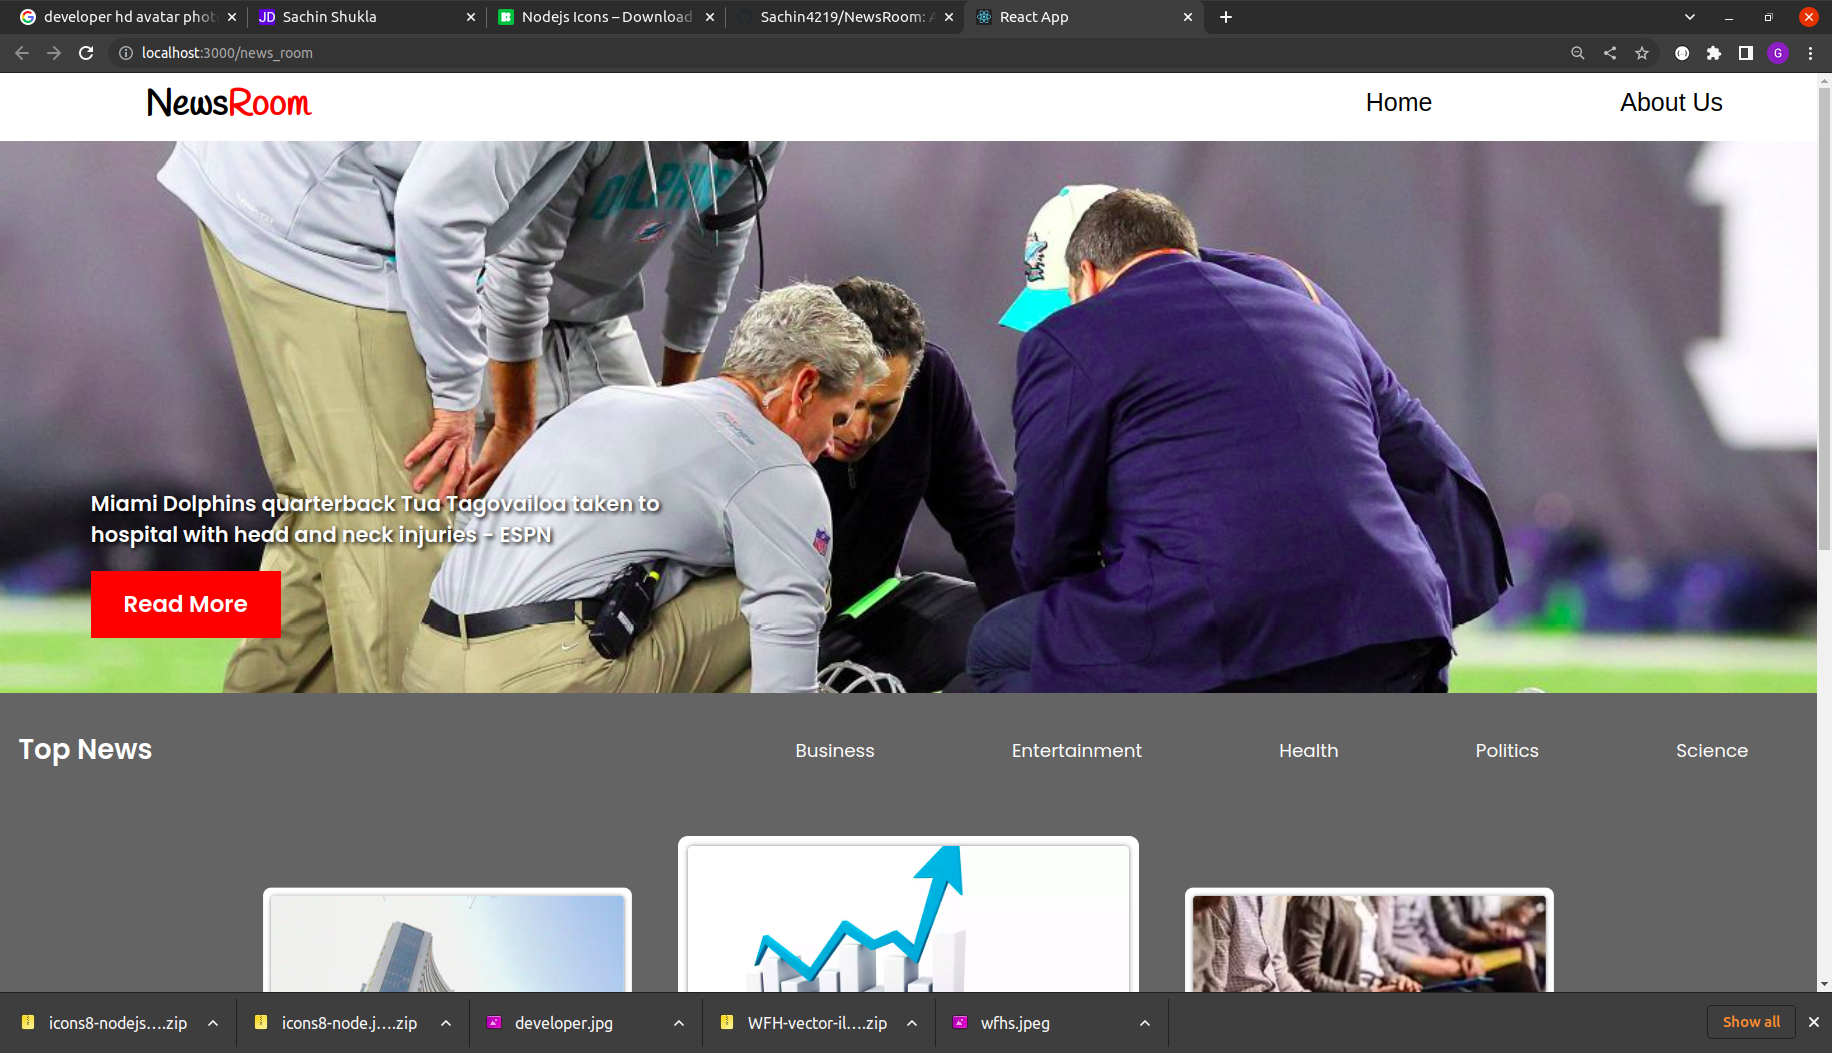 developer hd avatar phot
Sachin Shukla
Nodejs Icons – Download
Sachin4219/NewsRoom: A
React App
localhost:3000/news_room
G
NewsRoom
Home
About Us
DOLPHINS
Miami Dolphins quarterback Tua Tagovailoa taken to
hospital with head and neck injuries - ESPN
Read More
Top News
Business
Entertainment
Health
Politics
Science
icons8-nodejs....zip
icons8-node.j....zip
developer.jpg
WFH-vector-il....zip
wfhs.jpeg
Show all